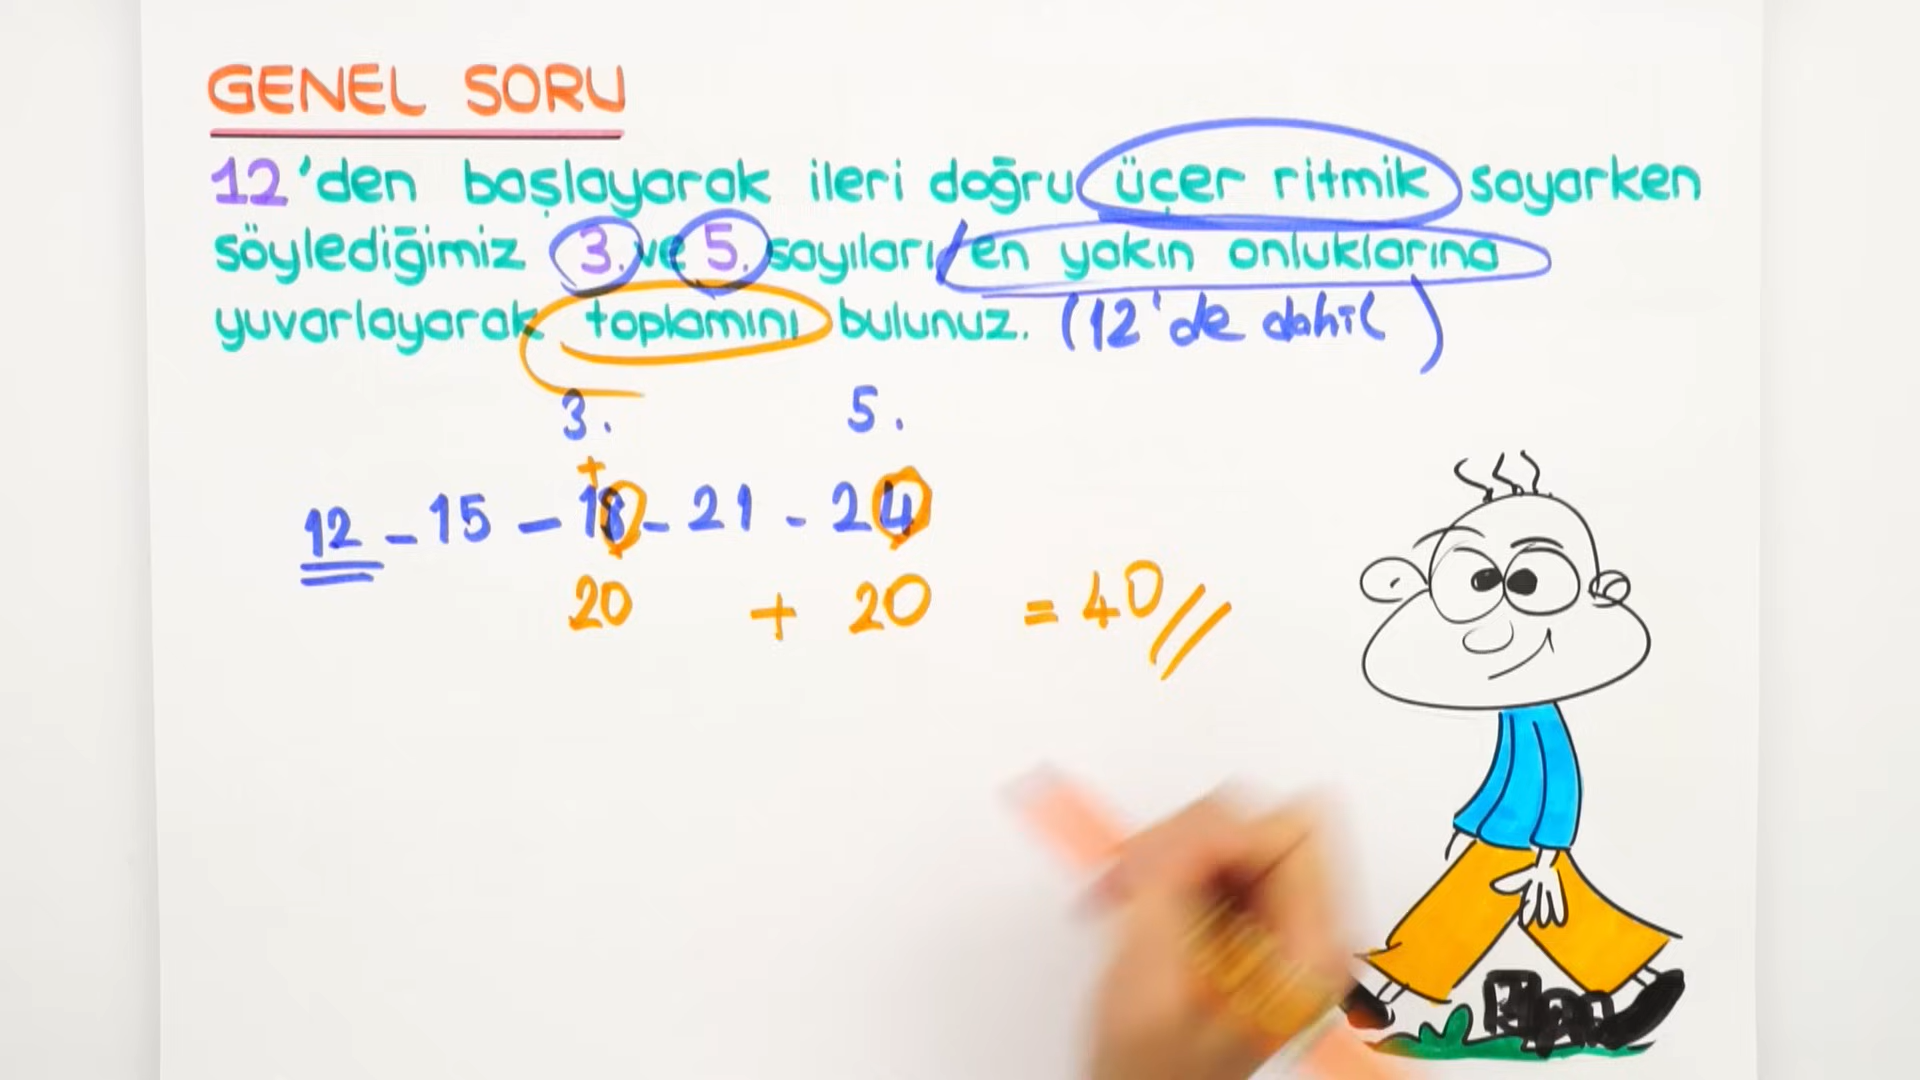 GENEL SORU
12'den başlayarak ileri doğru üçer ritmik sayarken
söylediğimiz 3. ve 5. sayıları en yakın onluklarına
yuvarlayarak toplamını bulunuz. (12'de dahil)
3. 5.
+
12 - 15 - 18 - 21 - 24
20 + 20 = 40//